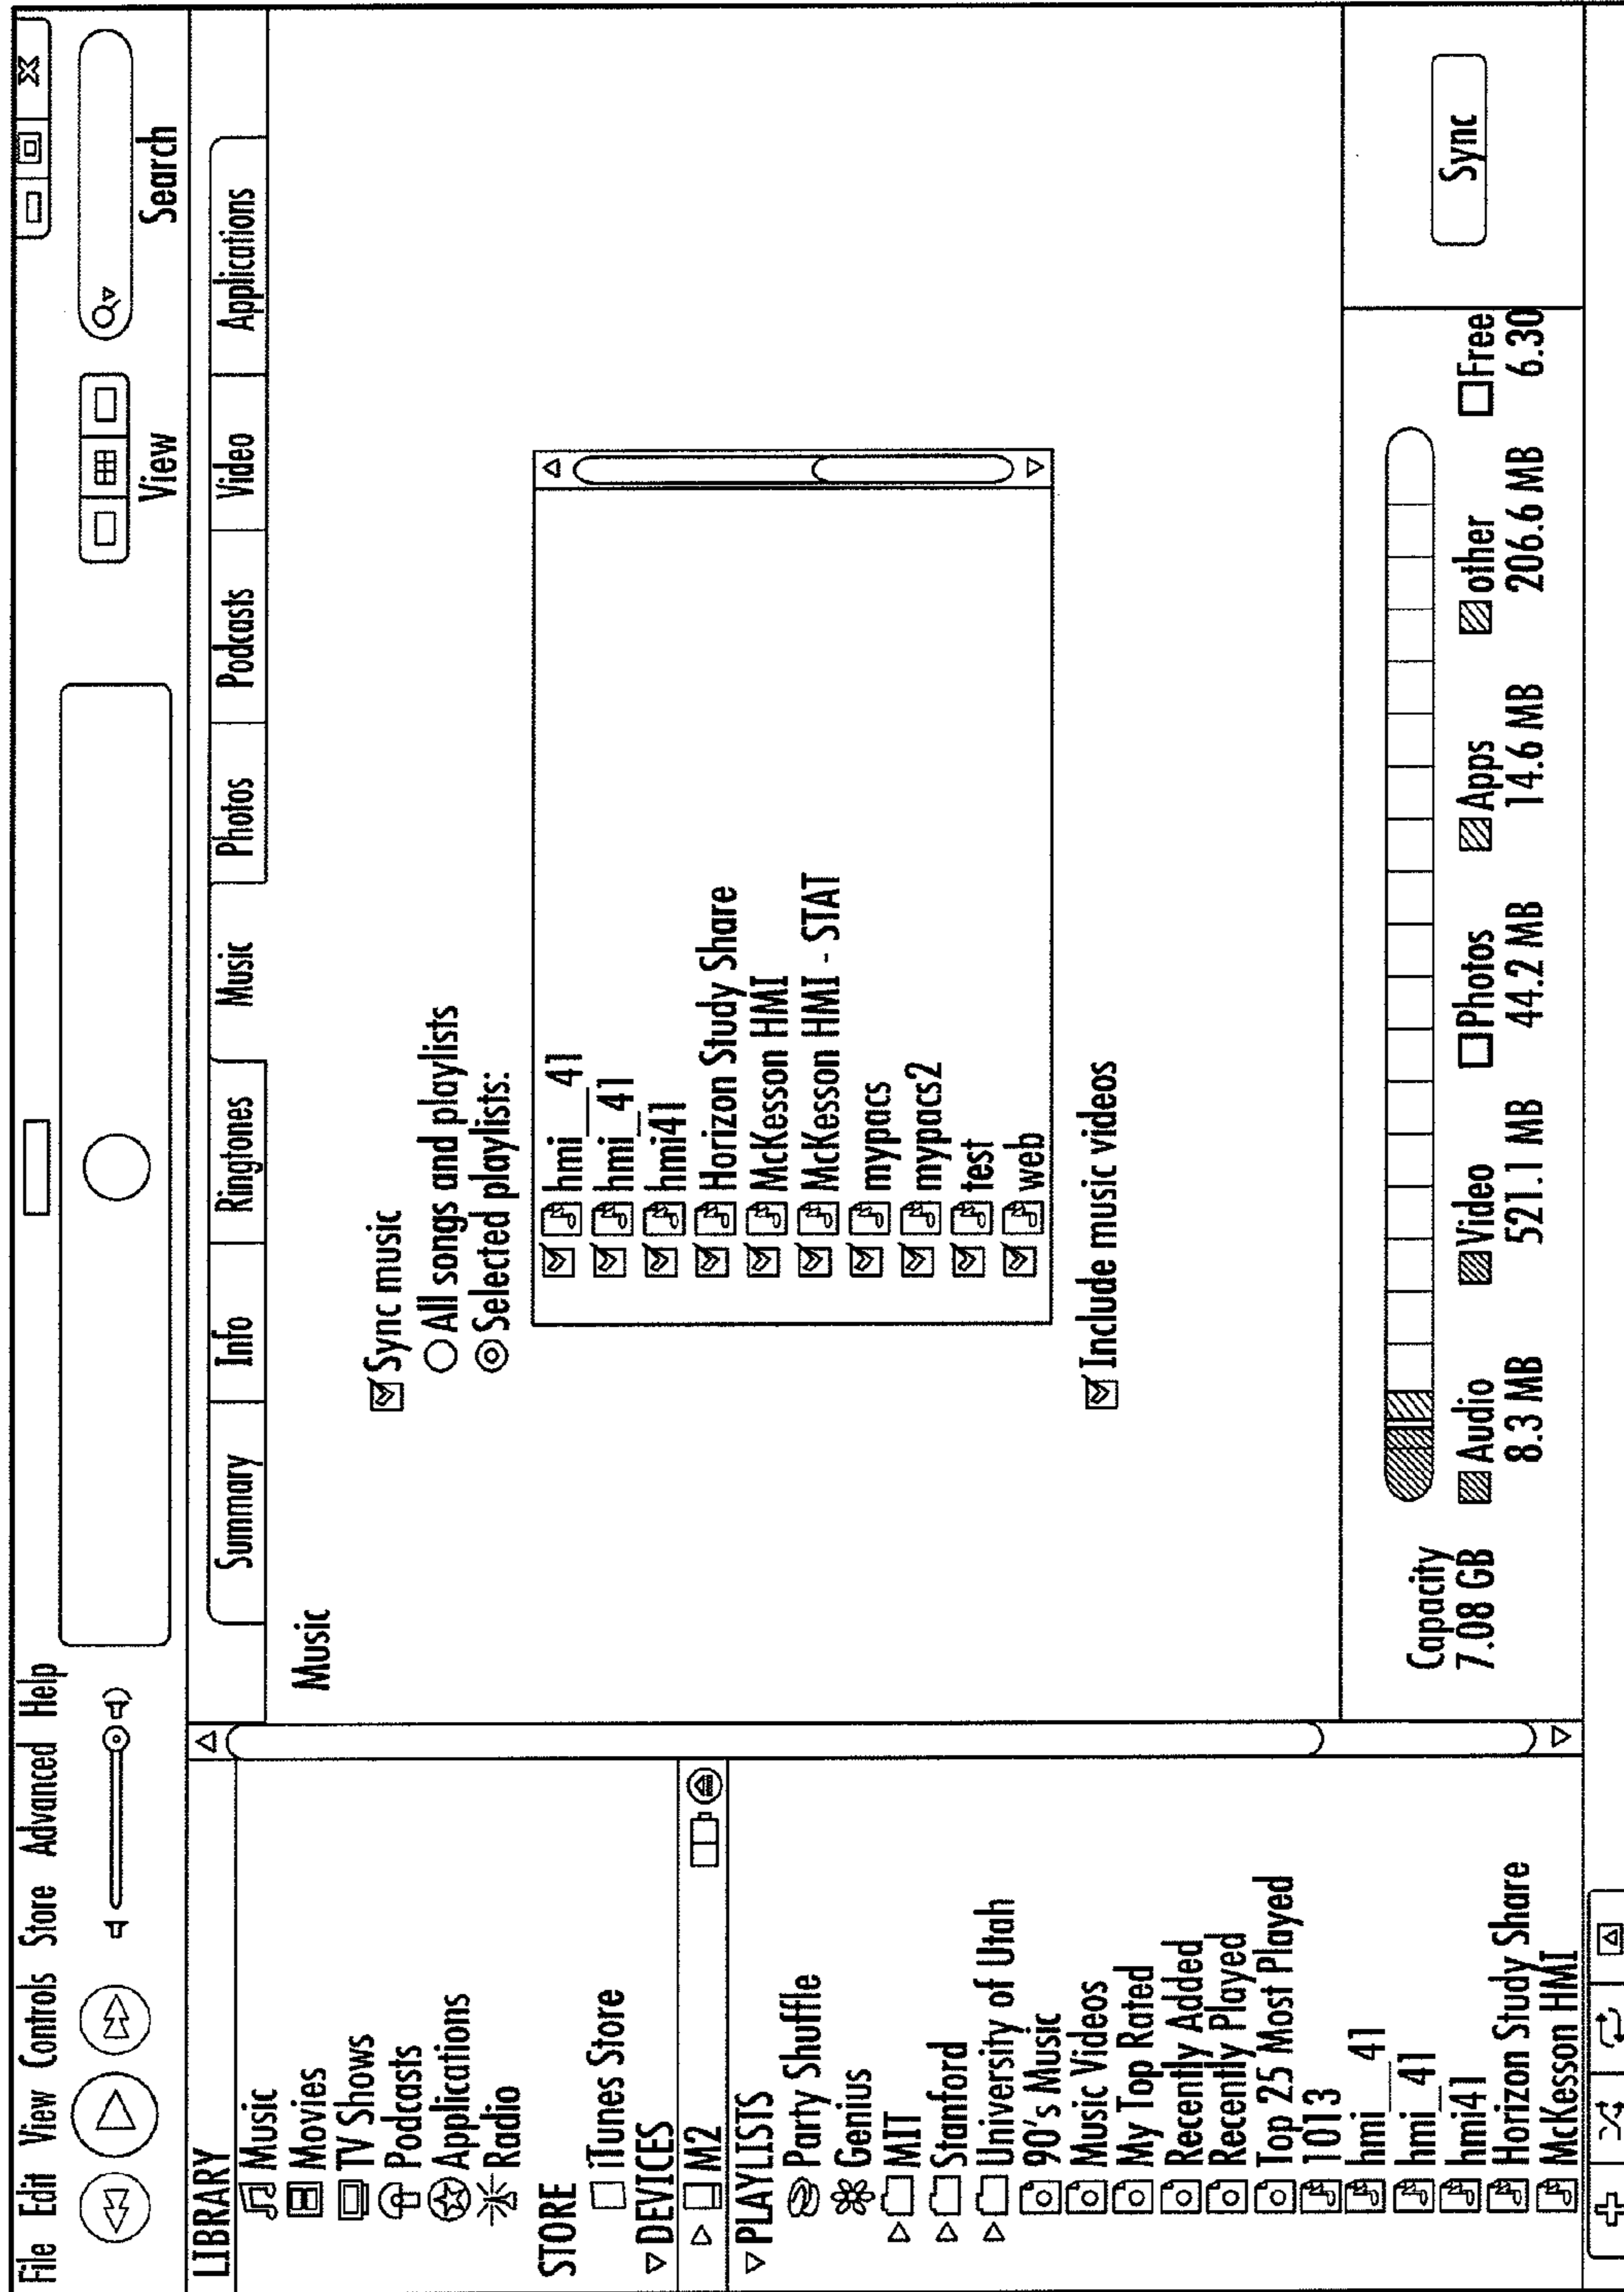 File Edit View Controls Store Advanced Help
View
Search
LIBRARY
Music
Movies
TV Shows
Podcasts
Applications
Radio
STORE
iTunes Store
DEVICES
M2
PLAYLISTS
Party Shuffle
Genius
MIT
Stanford
University of Utah
90's Music
Music Videos
My Top Rated
Recently Added
Recently Played
Top 25 Most Played
1013
hmi__41
hmi_41
hmi41
Horizon Study Share
McKesson HMI
Summary Info Ringtones Music Photos Podcasts Video Applications
Music
Sync music
All songs and playlists
Selected playlists:
hmi__41
hmi_41
hmi41
Horizon Study Share
McKesson HMI
McKesson HMI - STAT
mypacs
mypacs2
test
web
Include music videos
Capacity
7.08 GB
Audio Video Photos Apps other Free
8.3 MB 521.1 MB 44.2 MB 14.6 MB 206.6 MB 6.30
Sync